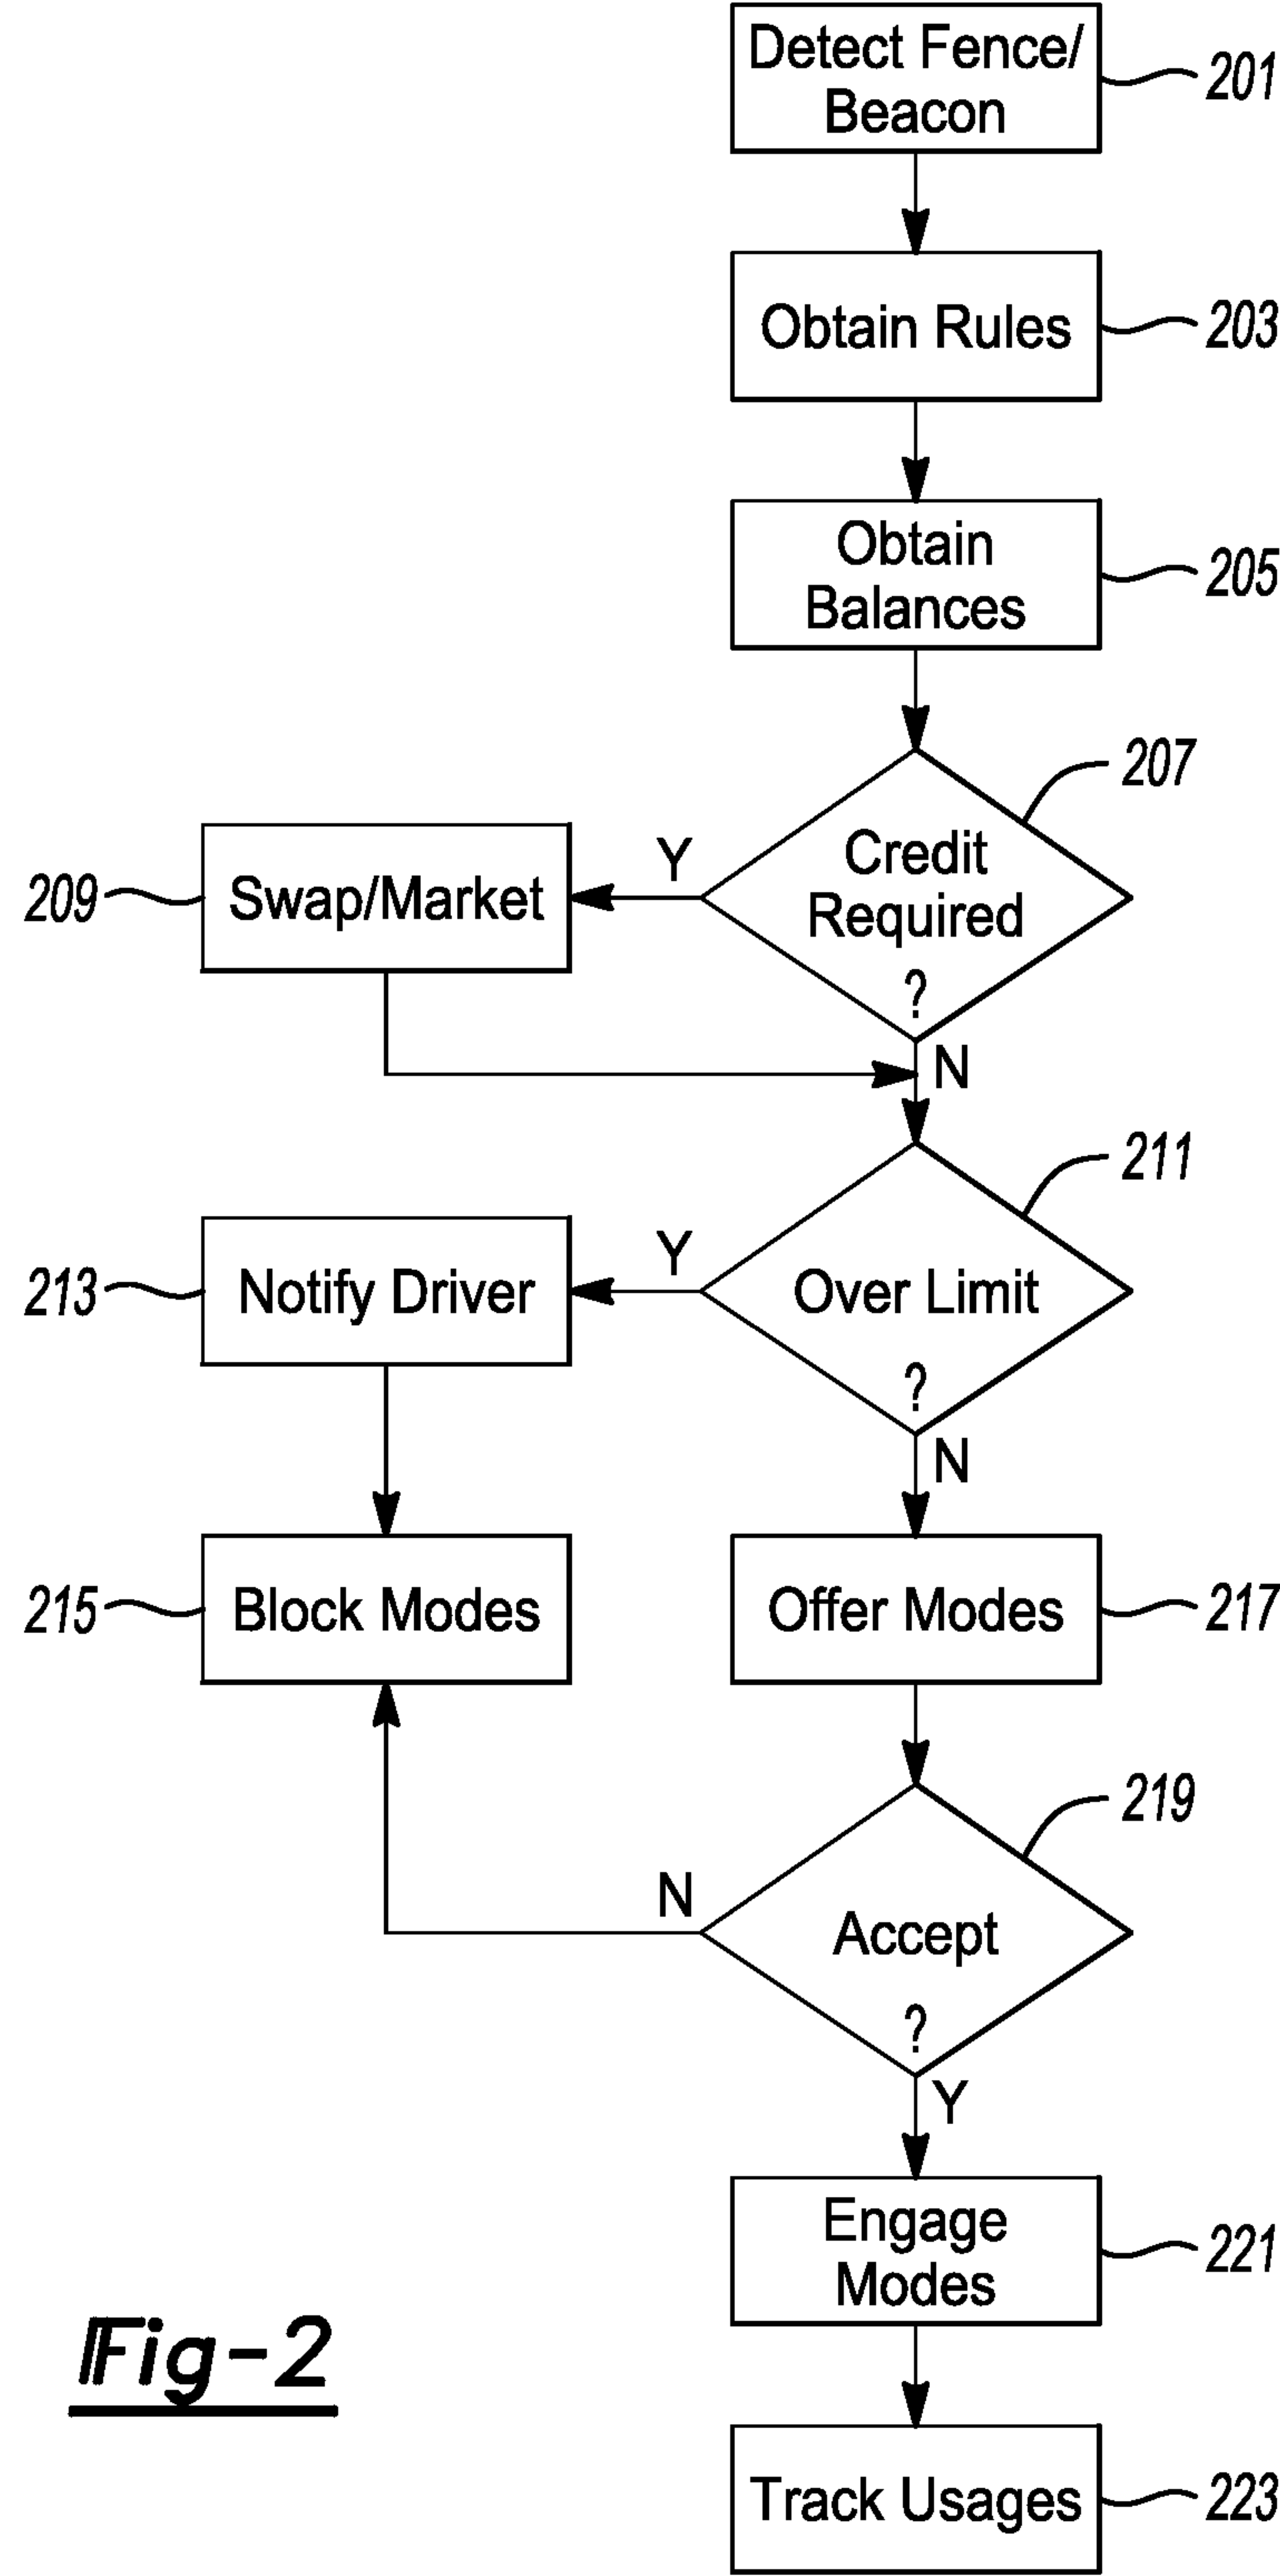 Detect Fence/
Beacon
201
Obtain Rules
203
Obtain
Balances
205
207
Credit
Required
?
Y
N
Swap/Market
209
211
Over Limit
?
Y
N
Notify Driver
213
Block Modes
215
Offer Modes
217
219
Accept
?
N
Y
Engage
Modes
221
Track Usages
223
Fig-2